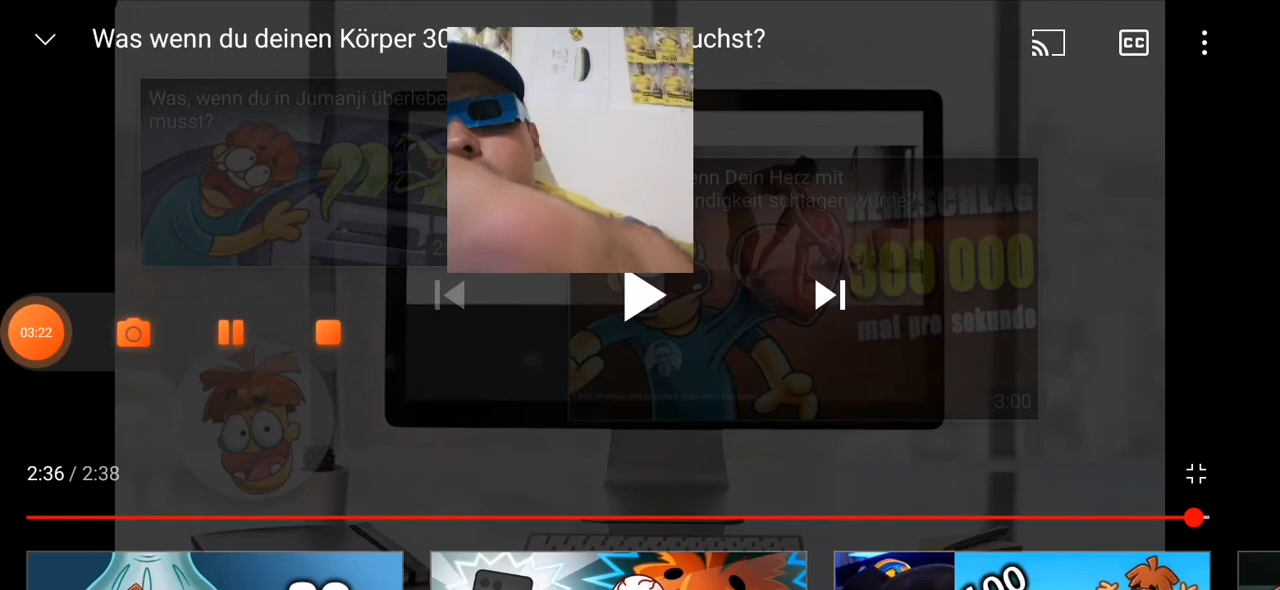 Was wenn du deinen Körper 30
uchst?
Was, wenn du in Jumanji überlebe
musst?
enn Dein Herz mit
ndigkeit schlagen würde?
HERZSCHLAG
309 000
mal pro sekunde
3:00
03:22
2:36 / 2:38